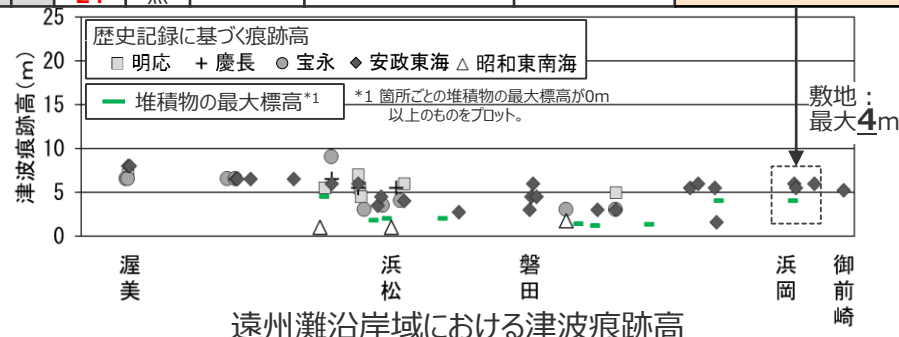 25
歴史記録に基づく痕跡高
20
明応 慶長 宝永 安政東海 昭和東南海
堆積物の最大標高*1
*1 箇所ごとの堆積物の最大標高が0m
以上のものをプロット。
15
10
5
0
津波痕跡高(m)
敷地:
最大4m
渥美
浜松
磐田
浜岡
御前崎
遠州灘沿岸域における津波痕跡高